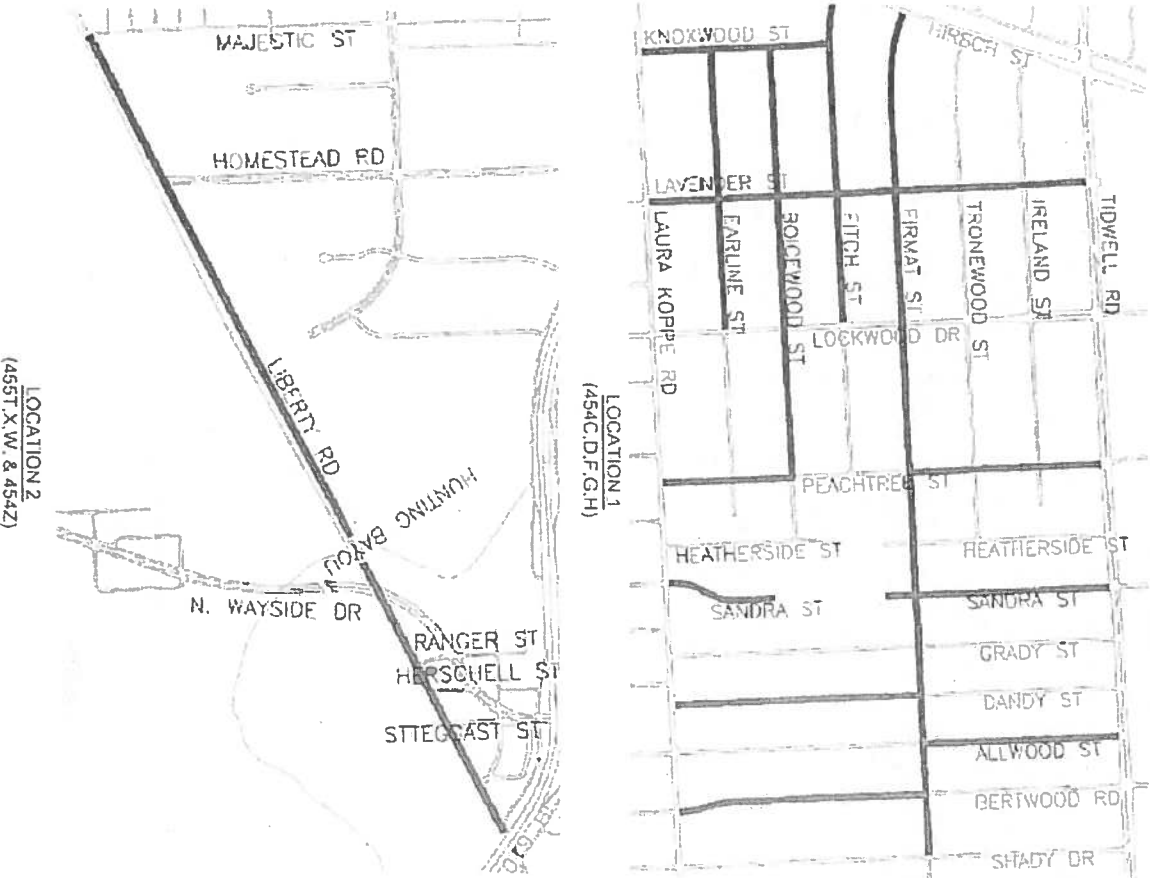 MAJESTIC ST
HOMESTEAD RD
LIBERTY RD
HUNTING BAYOU
N. WAYSIDE DR
RANGER ST
HERSCHELL ST
STTEGCAST ST
LOCATION 2
(455T,X,W, & 454Z)
KNOXWOOD ST
HIRSCH ST
LAVENDER ST
LAURA KOPPE RD
EARLINE ST
BOICEWOOD ST
FITCH ST
FIRMAT ST
TRONEWOOD ST
IRELAND ST
TIDWELL RD
LOCKWOOD DR
PEACHTREE ST
HEATHERSIDE ST
HEATHERSIDE ST
SANDRA ST
SANDRA ST
GRADY ST
DANDY ST
ALLWOOD ST
BERTWOOD RD
SHADY DR
LOCATION 1
(454C,D,F,G,H)